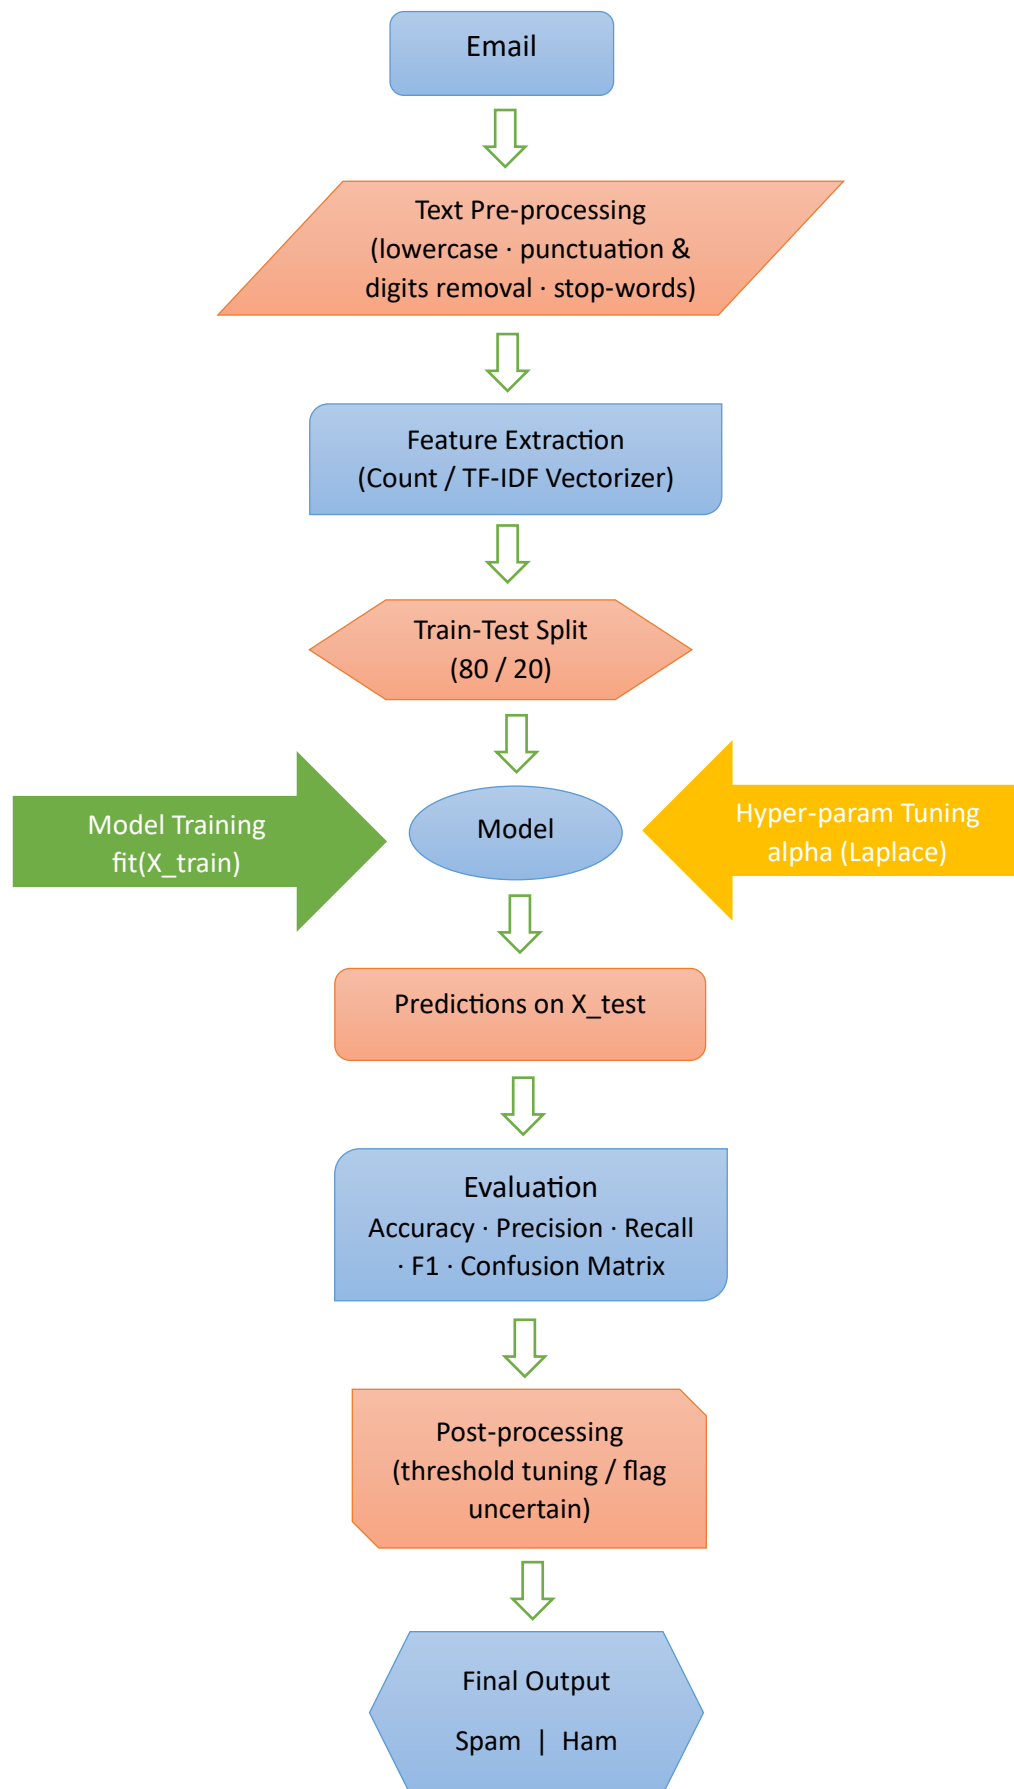 Email
Text Pre-processing
(lowercase · punctuation &
digits removal · stop-words)
Feature Extraction
(Count / TF-IDF Vectorizer)
Train-Test Split
(80 / 20)
Model Training
fit(X_train)
Model
Hyper-param Tuning
alpha (Laplace)
Predictions on X_test
Evaluation
Accuracy · Precision · Recall
· F1 · Confusion Matrix
Post-processing
(threshold tuning / flag
uncertain)
Final Output
Spam | Ham